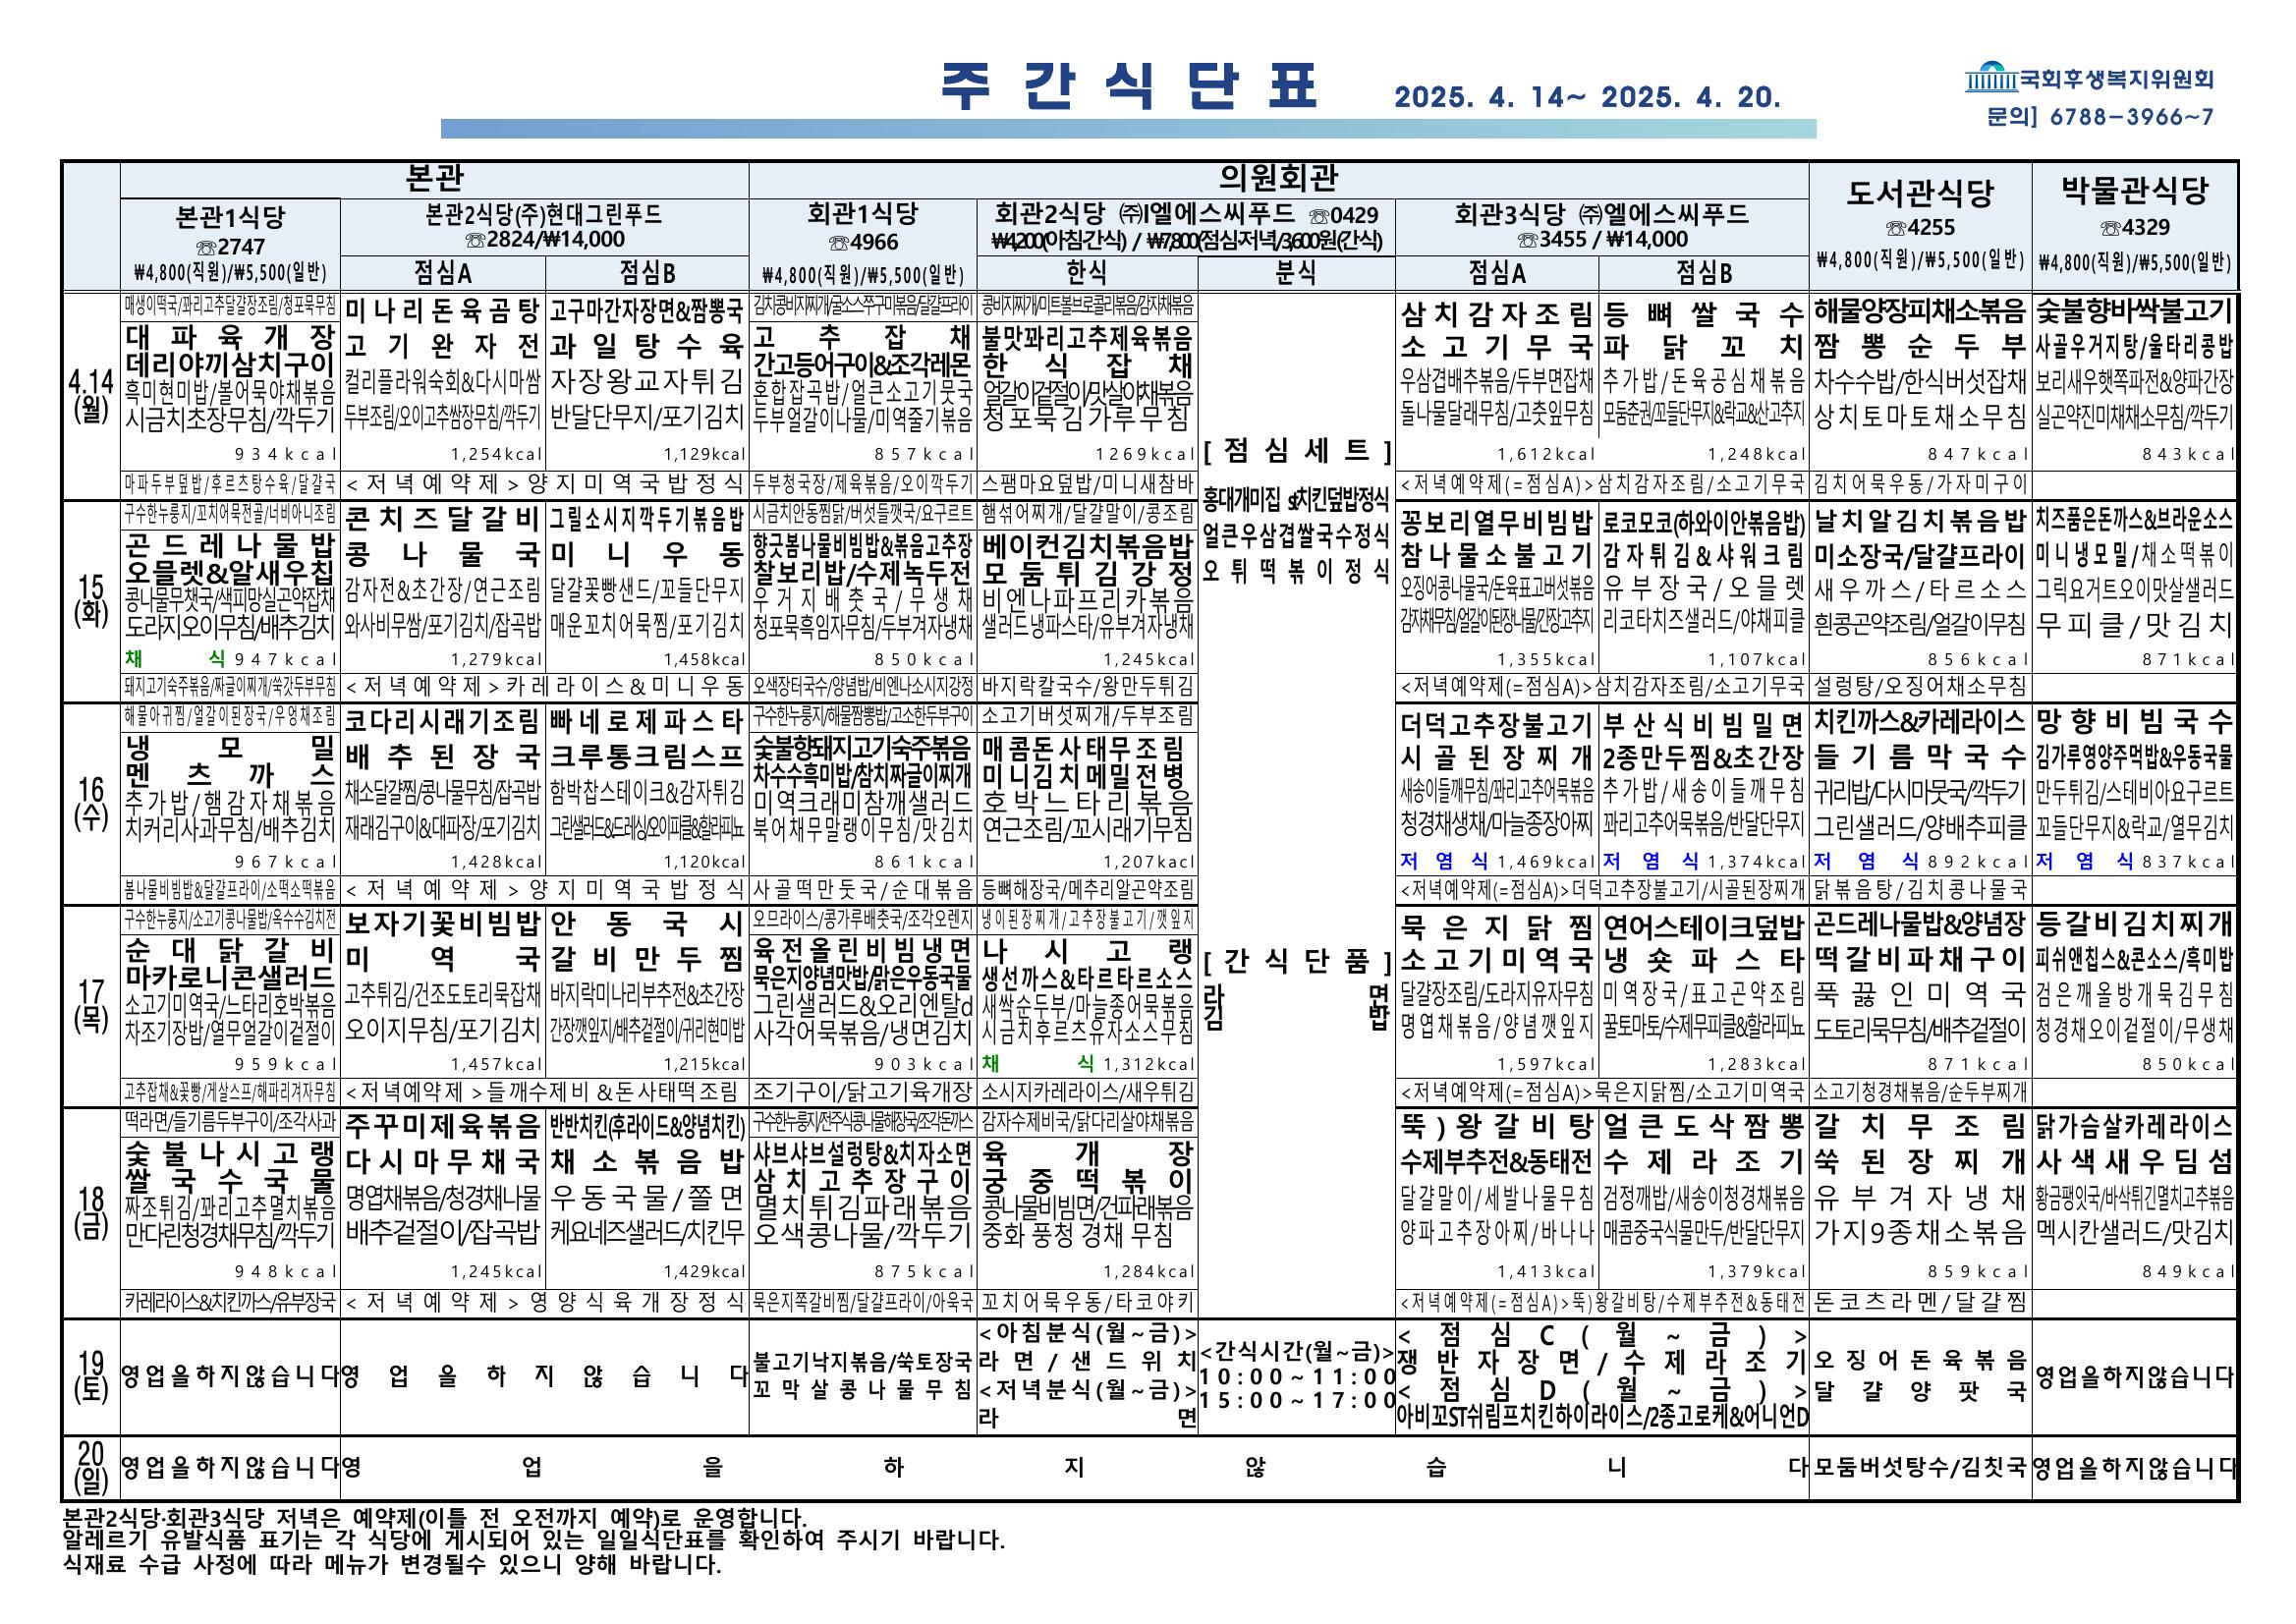 주간식단표
2025. 4. 14~ 2025. 4. 20.
국회후생복지위원회
문의] 6788-3966~7
본관
의원회관
도서관식당
☏4255
₩4,800(직원)/₩5,500(일반)
박물관식당
☏4329
₩4,800(직원)/₩5,500(일반)
본관1식당
☏2747
₩4,800(직원)/₩5,500(일반)
본관2식당(주)현대그린푸드
☏2824/₩14,000
점심A
점심B
회관1식당
☏4966
₩4,800(직원)/₩5,500(일반)
회관2식당 ㈜엘에스씨푸드 ☏0429
₩4,200(아침·간식) / ₩7,800(점심·저녁/3,600원(간식)
한식
분식
회관3식당 ㈜엘에스씨푸드
☏3455 / ₩14,000
점심A
점심B
4.14
(월)
매생이떡국/꽈리고추달걀장조림/청포묵무침
대파육개장
데리야끼삼치구이
흑미현미밥/볼어묵야채볶음
시금치초장무침/깍두기
934kcal
마파두부덮밥/후르츠탕수육/달걀국
미나리돈육곰탕
고기완자전
컬리플라워숙회&다시마쌈
두부조림/오이고추쌈장무침/깍두기
1,254kcal
고구마간자장면&짬뽕국
과일탕수육
자장왕교자튀김
반달단무지/포기김치
1,129kcal
<저녁예약제>양지미역국밥정식
김치콩비지찌개/굴소스쭈구미볶음/달걀프라이
고추잡채
간고등어구이&조각레몬
혼합잡곡밥/얼큰소고기뭇국
두부얼갈이나물/미역줄기볶음
857kcal
두부청국장/제육볶음/오이깍두기
콩비지찌개/미트볼브로콜리볶음/감자채볶음
불맛꽈리고추제육볶음
한식잡채
얼갈이겉절이/맛살야채볶음
청포묵김가루무침
1269kcal
스팸마요덮밥/미니새참바
[점심세트]
홍대개미집 st치킨덮밥정식
얼큰우삼겹쌀국수정식
오튀떡볶이정식
삼치감자조림
소고기무국
우삼겹배추볶음/두부면잡채
돌나물달래무침/고춧잎무침
1,612kcal
등뼈쌀국수
파닭꼬치
추가밥/돈육공심채볶음
모둠춘권/꼬들단무지&락교&산고추지
1,248kcal
<저녁예약제(=점심A)>삼치감자조림/소고기무국
해물양장피채소볶음
짬뽕순두부
차수수밥/한식버섯잡채
상치토마토채소무침
847kcal
김치어묵우동/가자미구이
숯불향바싹불고기
사골우거지탕/울타리콩밥
보리새우햇쪽파전&양파간장
실곤약진미채채소무침/깍두기
843kcal
15
(화)
구수한누룽지/꼬치어묵전골/너비아니조림
곤드레나물밥
오믈렛&알새우칩
콩나물무챗국/색피망실곤약잡채
도라지오이무침/배추김치
채식 947kcal
돼지고기숙주볶음/짜글이찌개/쑥갓두부무침
콘치즈달갈비
콩나물국
감자전&초간장/연근조림
와사비무쌈/포기김치/잡곡밥
1,279kcal
그릴소시지깍두기볶음밥
미니우동
달걀꽃빵샌드/꼬들단무지
매운꼬치어묵찜/포기김치
1,458kcal
<저녁예약제>카레라이스&미니우동
시금치안동찜닭/버섯들깻국/요구르트
향긋봄나물비빔밥&볶음고추장
찰보리밥/수제녹두전
우거지배춧국/무생채
청포묵흑임자무침/두부겨자냉채
850kcal
오색장터국수/양념밥/비엔나소시지강정
햄섞어찌개/달걀말이/콩조림
베이컨김치볶음밥
모둠튀김강정
비엔나파프리카볶음
샐러드냉파스타/유부겨자냉채
1,245kcal
바지락칼국수/왕만두튀김
꽁보리열무비빔밥
참나물소불고기
오징어콩나물국/돈육표고버섯볶음
감자채무침/얼갈이된장나물/간장고추지
1,355kcal
로코모코(하와이안볶음밥)
감자튀김&샤워크림
유부장국/오믈렛
리코타치즈샐러드/야채피클
1,107kcal
<저녁예약제(=점심A)>삼치감자조림/소고기무국
날치알김치볶음밥
미소장국/달걀프라이
새우까스/타르소스
흰콩곤약조림/얼갈이무침
856kcal
설렁탕/오징어채소무침
치즈품은돈까스&브라운소스
미니냉모밀/채소떡볶이
그릭요거트오이맛살샐러드
무피클/맛김치
871kcal
16
(수)
해물아귀찜/얼갈이된장국/우엉채조림
냉모밀
멘츠까스
추가밥/햄감자채볶음
치커리사과무침/배추김치
967kcal
봄나물비빔밥&달걀프라이/소떡소떡볶음
코다리시래기조림
배추된장국
채소달걀찜/콩나물무침/잡곡밥
재래김구이&대파장/포기김치
1,428kcal
빠네로제파스타
크루통크림스프
함박찹스테이크&감자튀김
그린샐러드&드레싱/오이피클&할라피뇨
1,120kcal
<저녁예약제>양지미역국밥정식
구수한누룽지/해물짬뽕밥/고소한두부구이
숯불향돼지고기숙주볶음
차수수흑미밥/참치짜글이찌개
미역크래미참깨샐러드
북어채무말랭이무침/맛김치
861kcal
사골떡만둣국/순대볶음
소고기버섯찌개/두부조림
매콤돈사태무조림
미니김치메밀전병
호박느타리볶음
연근조림/꼬시래기무침
1,207kacl
등뼈해장국/메추리알곤약조림
더덕고추장불고기
시골된장찌개
새송이들깨무침/꽈리고추어묵볶음
청경채생채/마늘종장아찌
저염식 1,469kcal
부산식비빔밀면
2종만두찜&초간장
추가밥/새송이들깨무침
꽈리고추어묵볶음/반달단무지
저염식 1,374kcal
<저녁예약제(=점심A)>더덕고추장불고기/시골된장찌개
치킨까스&카레라이스
들기름막국수
귀리밥/다시마뭇국/깍두기
그린샐러드/양배추피클
저염식 892kcal
닭볶음탕/김치콩나물국
망향비빔국수
김가루영양주먹밥&우동국물
만두튀김/스테비아요구르트
꼬들단무지&락교/열무김치
저염식 837kcal
17
(목)
구수한누룽지/소고기콩나물밥/옥수수김치전
순대닭갈비
마카로니콘샐러드
소고기미역국/느타리호박볶음
차조기장밥/열무얼갈이겉절이
959kcal
고추잡채&꽃빵/게살스프/해파리겨자무침
보자기꽃비빔밥
미역국
고추튀김/건조도토리묵잡채
오이지무침/포기김치
1,457kcal
안동국시
갈비만두찜
바지락미나리부추전&초간장
간장깻잎지/배추겉절이/귀리현미밥
1,215kcal
<저녁예약제>들깨수제비&돈사태떡조림
오므라이스/콩가루배춧국/조각오렌지
육전올린비빔냉면
묵은지양념맛밥/맑은우동국물
그린샐러드&오리엔탈d
사각어묵볶음/냉면김치
903kcal
조기구이/닭고기육개장
냉이된장찌개/고추장불고기/깻잎지
나시고랭
생선까스&타르타르소스
새싹순두부/마늘종어묵볶음
시금치후르츠유자소스무침
채식 1,312kcal
소시지카레라이스/새우튀김
[간식단품]
라면
김밥
묵은지닭찜
소고기미역국
달걀장조림/도라지유자무침
명엽채볶음/양념깻잎지
1,597kcal
연어스테이크덮밥
냉숏파스타
미역장국/표고곤약조림
꿀토마토/수제무피클&할라피뇨
1,283kcal
<저녁예약제(=점심A)>묵은지닭찜/소고기미역국
곤드레나물밥&양념장
떡갈비파채구이
푹끓인미역국
도토리묵무침/배추겉절이
871kcal
소고기청경채볶음/순두부찌개
등갈비김치찌개
피쉬앤칩스&콘소스/흑미밥
검은깨올방개묵김무침
청경채오이겉절이/무생채
850kcal
18
(금)
떡라면/들기름두부구이/조각사과
숯불나시고랭
쌀국수국물
짜조튀김/꽈리고추멸치볶음
만다린청경채무침/깍두기
948kcal
카레라이스&치킨까스/유부장국
주꾸미제육볶음
다시마무채국
명엽채볶음/청경채나물
배추겉절이/잡곡밥
1,245kcal
반반치킨(후라이드&양념치킨)
채소볶음밥
우동국물/쫄면
케요네즈샐러드/치킨무
1,429kcal
<저녁예약제>영양식육개장정식
구수한누룽지/전주식콩나물해장국/조각돈까스
샤브샤브설렁탕&치자소면
삼치고추장구이
멸치튀김파래볶음
오색콩나물/깍두기
875kcal
묵은지쪽갈비찜/달걀프라이/아욱국
감자수제비국/닭다리살야채볶음
육개장
궁중떡볶이
콩나물비빔면/건파래볶음
중화 풍청 경채 무침
1,284kcal
꼬치어묵우동/타코야키
뚝)왕갈비탕
수제부추전&동태전
달걀말이/세발나물무침
양파고추장아찌/바나나
1,413kcal
얼큰도삭짬뽕
수제라조기
검정깨밥/새송이청경채볶음
매콤중국식물만두/반달단무지
1,379kcal
<저녁예약제(=점심A)>뚝)왕갈비탕/수제부추전&동태전
갈치무조림
쑥된장찌개
유부겨자냉채
가지9종채소볶음
859kcal
돈코츠라멘/달걀찜
닭가슴살카레라이스
사색새우딤섬
황금팽잇국/바삭튀긴멸치고추볶음
멕시칸샐러드/맛김치
849kcal
19
(토)
영업을하지않습니다
영업을하지않습니다
불고기낙지볶음/쑥토장국
꼬막살콩나물무침
<아침분식(월~금)>
라면/샌드위치
<저녁분식(월~금)>
라면
<간식시간(월~금)>
10:00~11:00
15:00~17:00
<점심C(월~금)>
쟁반자장면/수제라조기
<점심D(월~금)>
아비꼬ST쉬림프치킨하이라이스/2종고로케&어니언D
오징어돈육볶음
달걀양팟국
영업을하지않습니다
20
(일)
영업을하지않습니다
영업을하지않습니다
모둠버섯탕수/김칫국
영업을하지않습니다
본관2식당·회관3식당 저녁은 예약제(이틀 전 오전까지 예약)로 운영합니다.
알레르기 유발식품 표기는 각 식당에 게시되어 있는 일일식단표를 확인하여 주시기 바랍니다.
식재료 수급 사정에 따라 메뉴가 변경될수 있으니 양해 바랍니다.